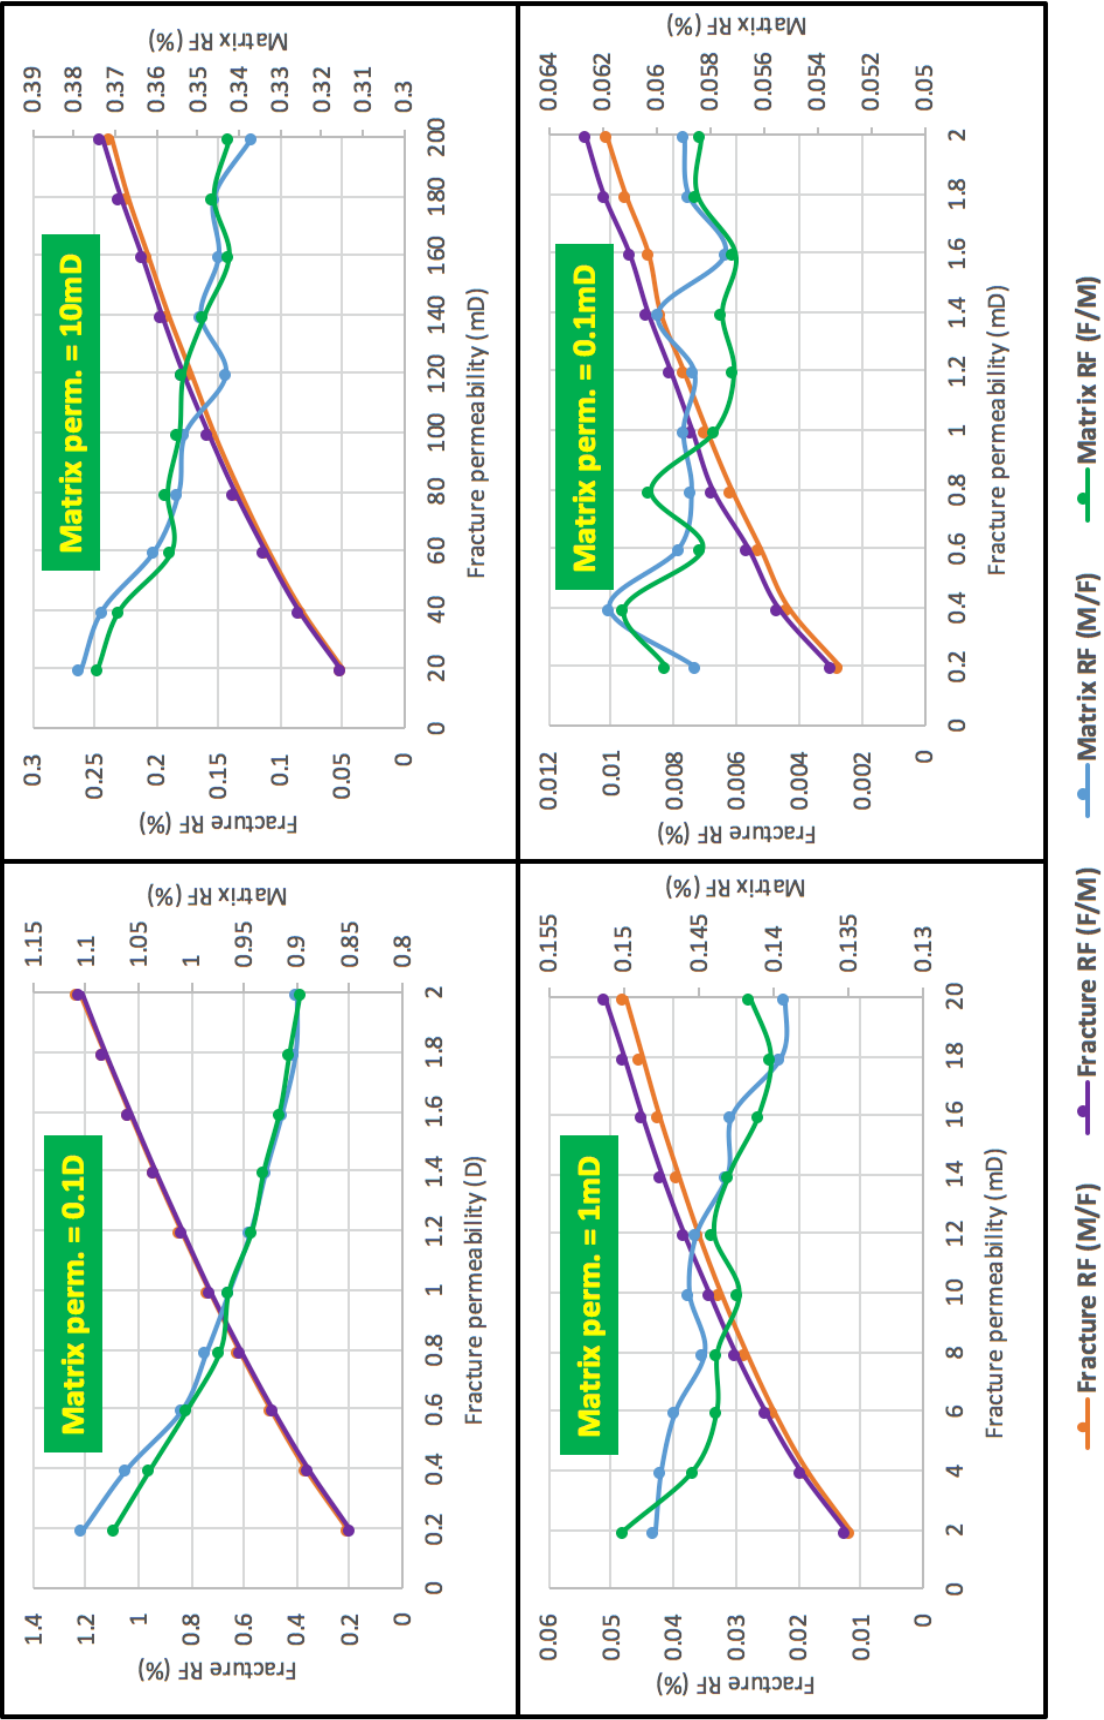 Matrix perm. = 0.1D
Fracture RF (%)
1.4
1.2
1
0.8
0.6
0.4
0.2
0
Matrix RF (%)
1.15
1.1
1.05
1
0.95
0.9
0.85
0.8
0 0.2 0.4 0.6 0.8 1 1.2 1.4 1.6 1.8 2
Fracture permeability (D)
Matrix perm. = 10mD
Fracture RF (%)
0.3
0.25
0.2
0.15
0.1
0.05
0
Matrix RF (%)
0.39
0.38
0.37
0.36
0.35
0.34
0.33
0.32
0.31
0.3
0 20 40 60 80 100 120 140 160 180 200
Fracture permeability (mD)
Matrix perm. = 1mD
Fracture RF (%)
0.06
0.05
0.04
0.03
0.02
0.01
0
Matrix RF (%)
0.155
0.15
0.145
0.14
0.135
0.13
0 2 4 6 8 10 12 14 16 18 20
Fracture permeability (mD)
Matrix perm. = 0.1mD
Fracture RF (%)
0.012
0.01
0.008
0.006
0.004
0.002
0
Matrix RF (%)
0.064
0.062
0.06
0.058
0.056
0.054
0.052
0.05
0 0.2 0.4 0.6 0.8 1 1.2 1.4 1.6 1.8 2
Fracture permeability (mD)
Fracture RF (M/F) Fracture RF (F/M) Matrix RF (M/F) Matrix RF (F/M)